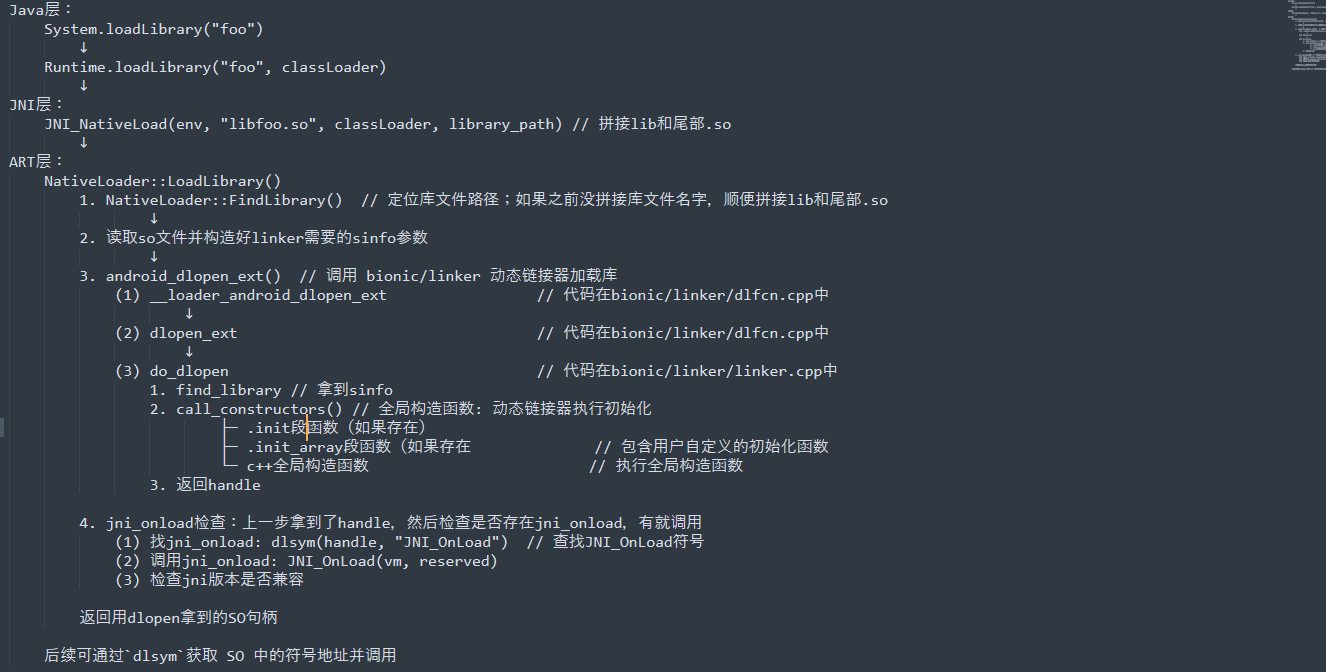 Java层：
System.loadLibrary("foo")
↓
Runtime.loadLibrary("foo", classLoader)
↓
JNI层：
JNI_NativeLoad(env, "libfoo.so", classLoader, library_path) // 拼接lib和尾部.so
↓
ART层：
NativeLoader::LoadLibrary()
1. NativeLoader::FindLibrary()  // 定位库文件路径；如果之前没拼接库文件名字，顺便拼接lib和尾部.so
↓
2. 读取so文件并构造好linker需要的sinfo参数
↓
3. android_dlopen_ext()  // 调用 bionic/linker 动态链接器加载库
(1) __loader_android_dlopen_ext // 代码在bionic/linker/dlfcn.cpp中
↓
(2) dlopen_ext // 代码在bionic/linker/dlfcn.cpp中
↓
(3) do_dlopen // 代码在bionic/linker/linker.cpp中
1. find_library // 拿到sinfo
2. call_constructors() // 全局构造函数: 动态链接器执行初始化
├─ .init段函数（如果存在）
├─ .init_array段函数（如果存在 // 包含用户自定义的初始化函数
└─ c++全局构造函数 // 执行全局构造函数
3. 返回handle
4. jni_onload检查：上一步拿到了handle，然后检查是否存在jni_onload，有就调用
(1) 找jni_onload: dlsym(handle, "JNI_OnLoad")  // 查找JNI_OnLoad符号
(2) 调用jni_onload: JNI_OnLoad(vm, reserved)
(3) 检查jni版本是否兼容
返回用dlopen拿到的SO句柄
后续可通过`dlsym`获取 SO 中的符号地址并调用